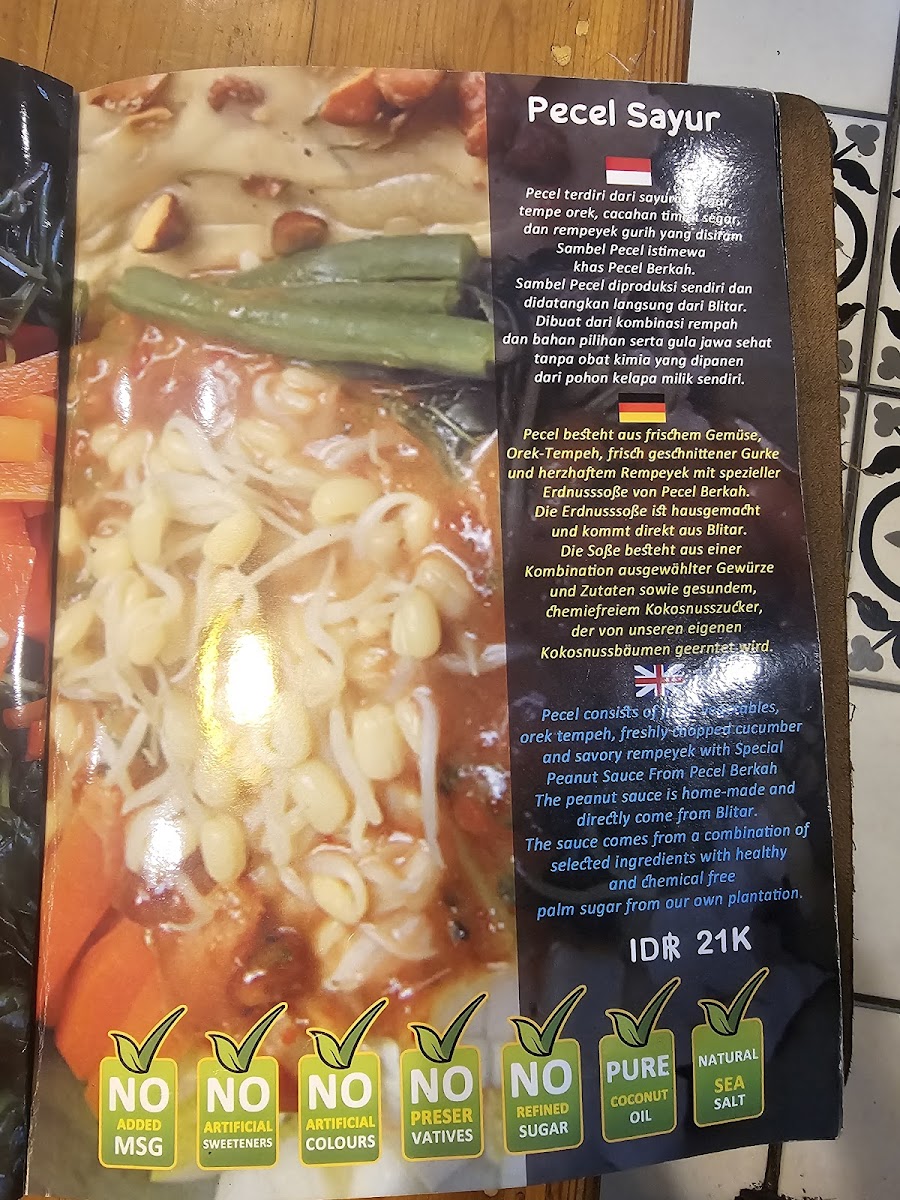 Pecel Sayur
Pecel terdiri dari sayuran segar,
tempe orek, cacahan timun segar,
dan rempeyek gurih yang disiram
Sambel Pecel istimewa
khas Pecel Berkah.
Sambel Pecel diproduksi sendiri dan
didatangkan langsung dari Blitar.
Dibuat dari kombinasi rempah
dan bahan pilihan serta gula jawa sehat
tanpa obat kimia yang dipanen
dari pohon kelapa milik sendiri.
Pecel besteht aus frischem Gemüse,
Orek-Tempeh, frisch geschnittener Gurke
und herzhaftem Rempeyek mit spezieller
Erdnusssoße von Pecel Berkah.
Die Erdnusssoße ist hausgemacht
und kommt direkt aus Blitar.
Die Soße besteht aus einer
Kombination ausgewählter Gewürze
und Zutaten sowie gesundem,
chemiefreiem Kokosnusszucker,
der von unseren eigenen
Kokosnussbäumen geerntet wird.
Pecel consists of vegetables,
orek tempeh, freshly chopped cucumber
and savory rempeyek with Special
Peanut Sauce From Pecel Berkah
The peanut sauce is home-made and
directly come from Blitar.
The sauce comes from a combination of
selected ingredients with healthy
and chemical free
palm sugar from our own plantation.
IDR 21K
NO
ADDED
MSG
NO
ARTIFICIAL
SWEETENERS
NO
ARTIFICIAL
COLOURS
NO
PRESER
VATIVES
NO
REFINED
SUGAR
PURE
COCONUT
OIL
NATURAL
SEA
SALT